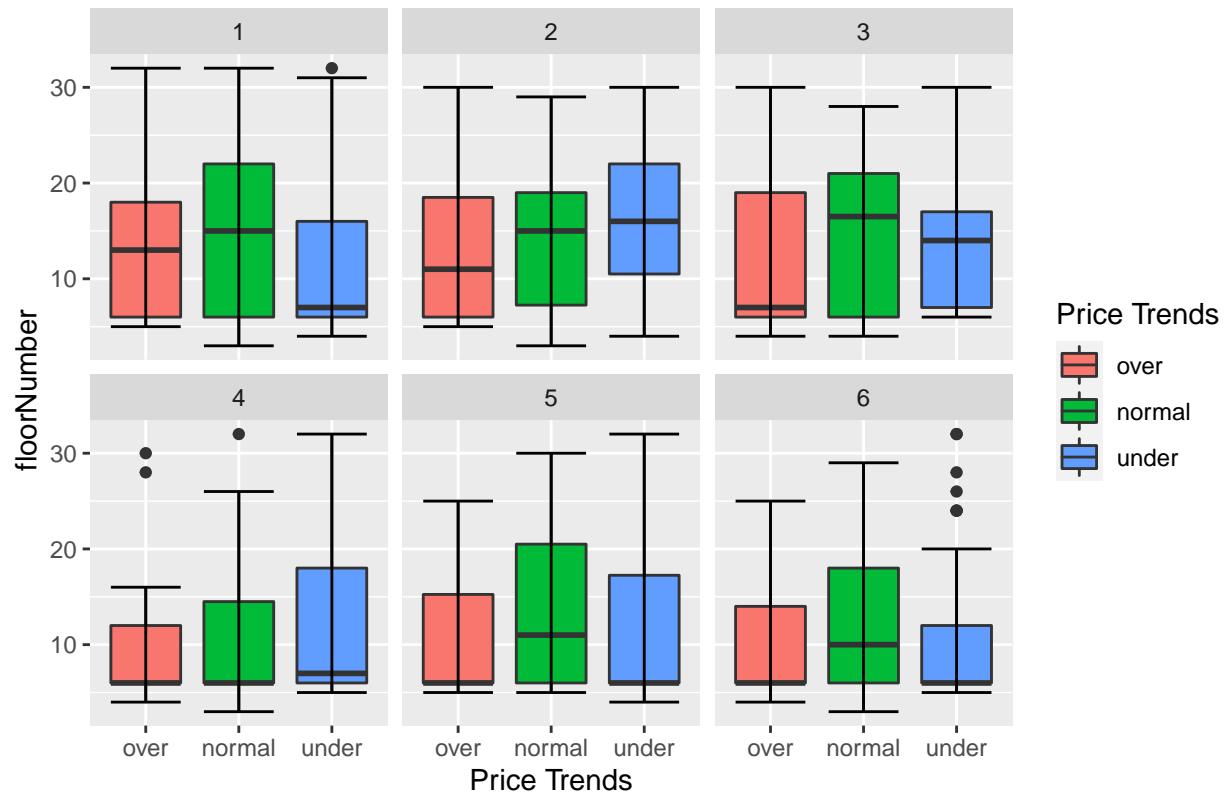 1 2 3
30
20
10
4 5 6
30
20
10
floorNumber
over normal under over normal under over normal under
Price Trends
Price Trends
over
normal
under